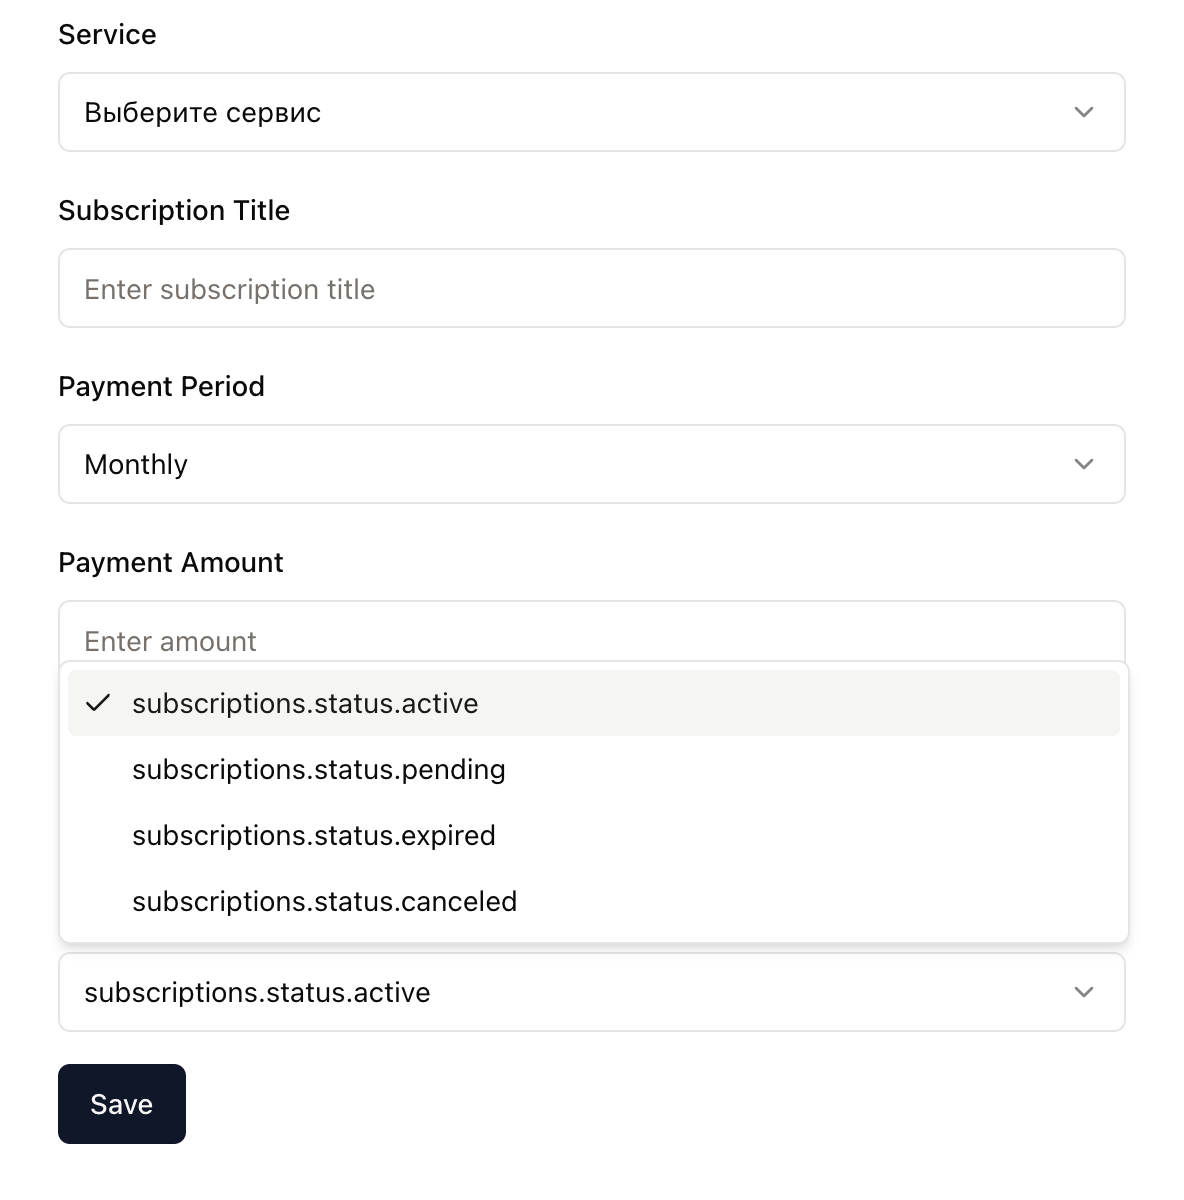 Service
Выберите сервис
Subscription Title
Enter subscription title
Payment Period
Monthly
Payment Amount
Enter amount
subscriptions.status.active
subscriptions.status.pending
subscriptions.status.expired
subscriptions.status.canceled
subscriptions.status.active
Save